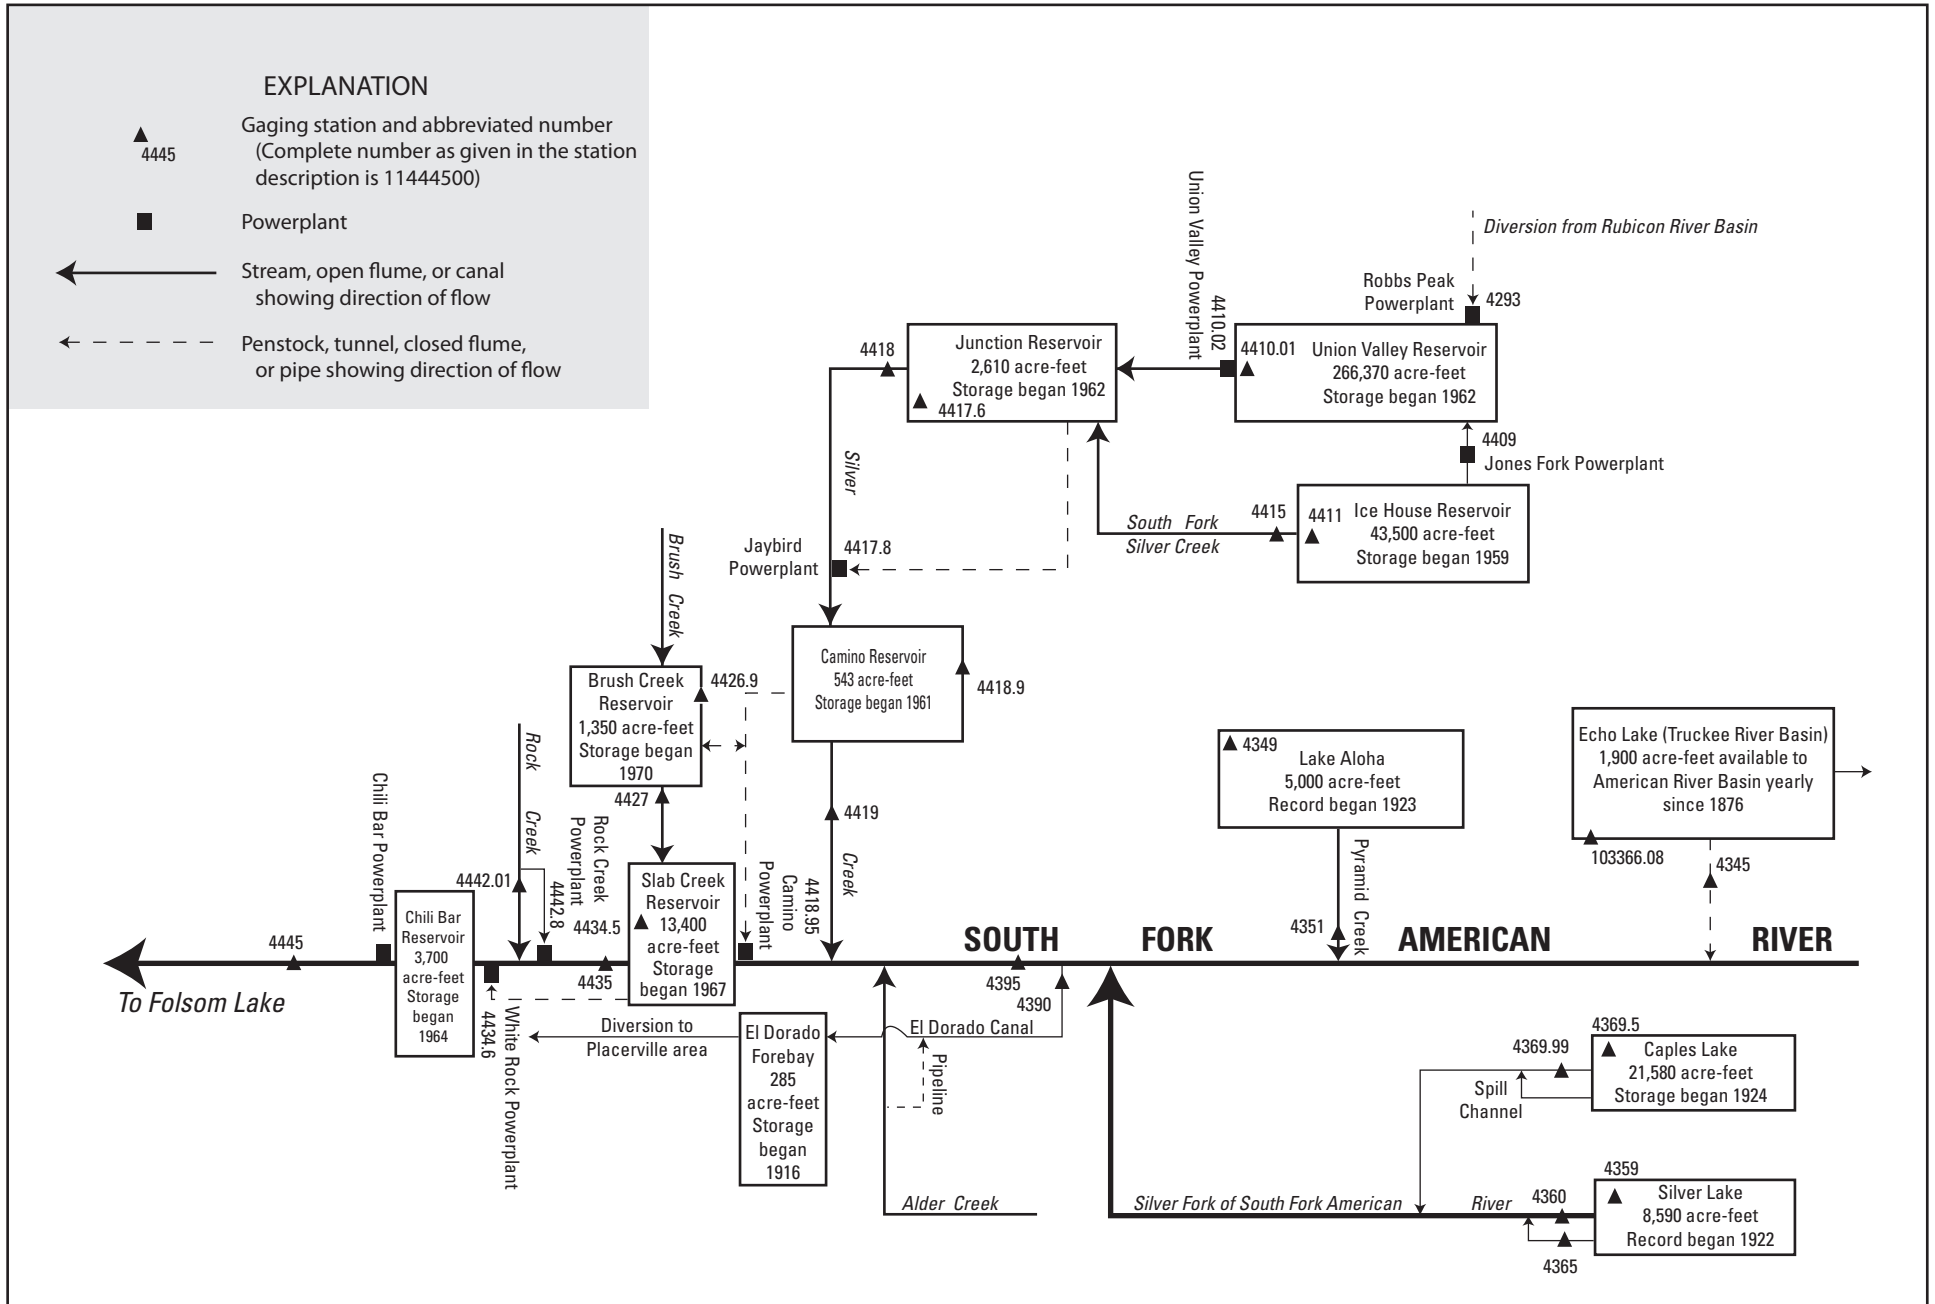 EXPLANATION
4445
Gaging station and abbreviated number
(Complete number as given in the station
description is 11444500)
Powerplant
Stream, open flume, or canal
showing direction of flow
Penstock, tunnel, closed flume,
or pipe showing direction of flow
Diversion from Rubicon River Basin
Robbs Peak
Powerplant
4293
Union Valley Powerplant
4410.02
4410.01
Union Valley Reservoir
266,370 acre-feet
Storage began 1962
4418
Junction Reservoir
2,610 acre-feet
Storage began 1962
4417.6
4409
Jones Fork Powerplant
4415
4411
Ice House Reservoir
43,500 acre-feet
Storage began 1959
South Fork
Silver Creek
Silver
Jaybird
Powerplant
4417.8
Brush Creek
Camino Reservoir
543 acre-feet
Storage began 1961
4418.9
Brush Creek
Reservoir
1,350 acre-feet
Storage began
1970
4426.9
4427
4419
Creek
Rock Creek
4442.01
4442.8
Rock Creek
Powerplant
4434.5
4435
Slab Creek
Reservoir
13,400
acre-feet
Storage
began 1967
Camino
Powerplant
4418.95
Lake Aloha
5,000 acre-feet
Record began 1923
4349
Pyramid Creek
4351
Echo Lake (Truckee River Basin)
1,900 acre-feet available to
American River Basin yearly
since 1876
103366.08
4345
SOUTH FORK AMERICAN RIVER
Chili Bar Powerplant
4445
To Folsom Lake
Chili Bar
Reservoir
3,700
acre-feet
Storage
began
1964
4434.6
White Rock Powerplant
Diversion to
Placerville area
El Dorado
Forebay
285
acre-feet
Storage
began
1916
El Dorado Canal
4395
4390
Pipeline
Alder Creek
4369.5
4369.99
Caples Lake
21,580 acre-feet
Storage began 1924
Spill
Channel
Silver Fork of South Fork American River
4359
4360
Silver Lake
8,590 acre-feet
Record began 1922
4365